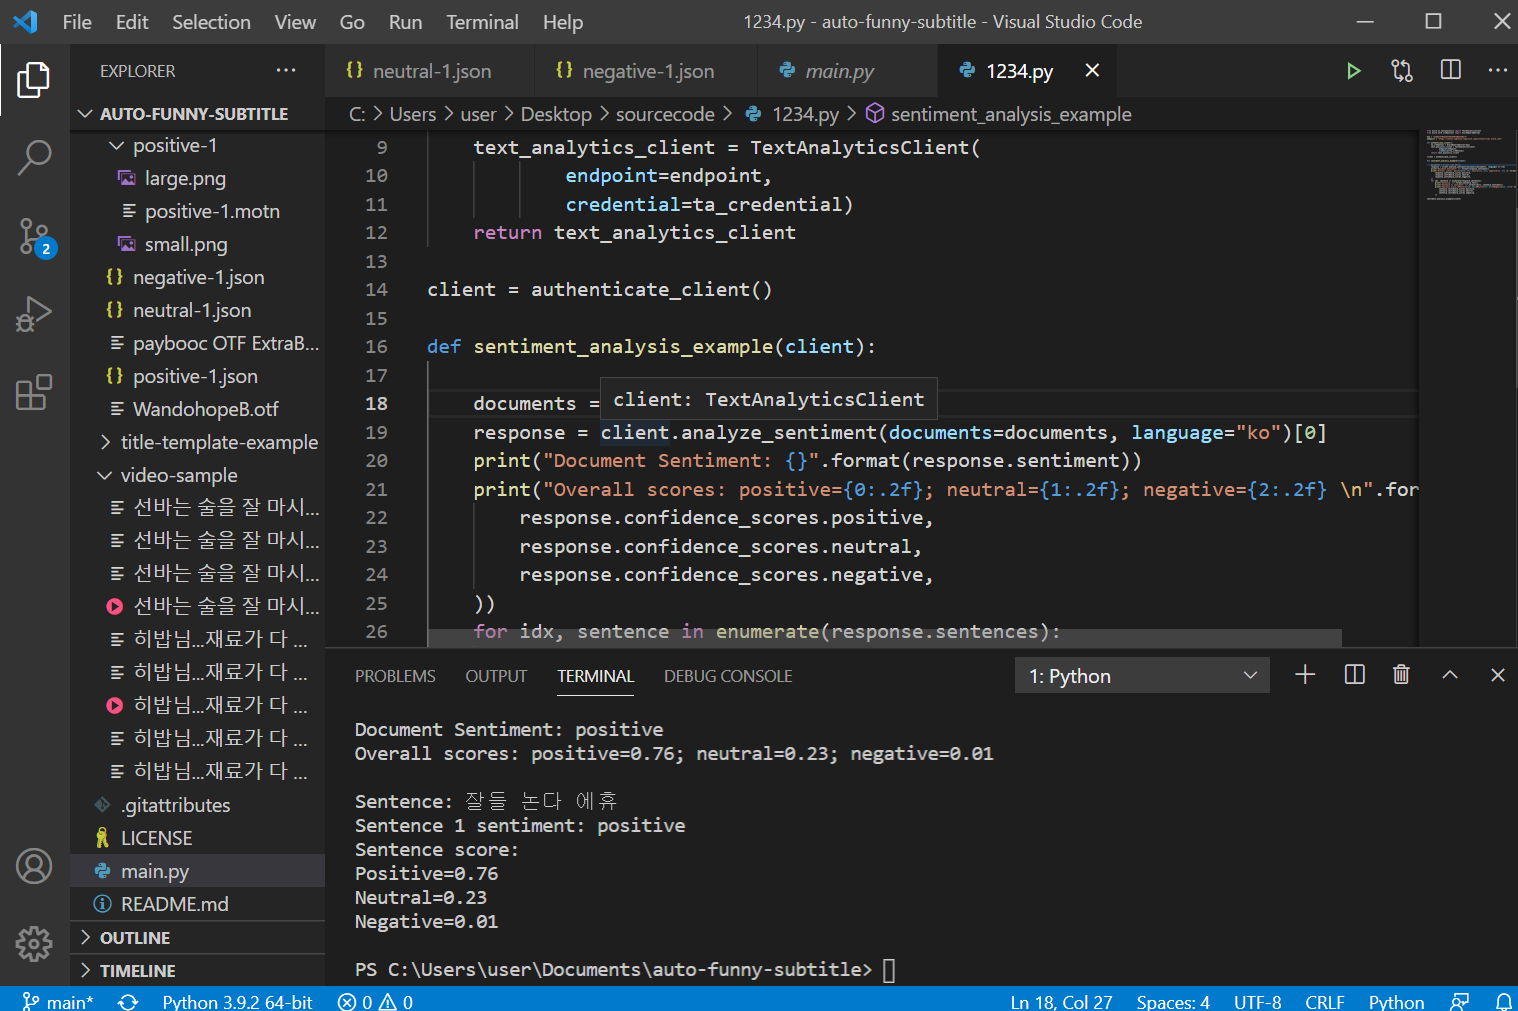 File Edit Selection View Go Run Terminal Help 1234.py - auto-funny-subtitle - Visual Studio Code
EXPLORER
AUTO-FUNNY-SUBTITLE
positive-1
large.png
positive-1.motn
small.png
negative-1.json
neutral-1.json
paybooc OTF ExtraB...
positive-1.json
WandohopeB.otf
title-template-example
video-sample
선바는 술을 잘 마시...
선바는 술을 잘 마시...
선바는 술을 잘 마시...
선바는 술을 잘 마시...
히밥님...재료가 다 ...
히밥님...재료가 다 ...
히밥님...재료가 다 ...
히밥님...재료가 다 ...
히밥님...재료가 다 ...
.gitattributes
LICENSE
main.py
README.md
OUTLINE
TIMELINE
2
neutral-1.json negative-1.json main.py 1234.py
C: > Users > user > Desktop > sourcecode > 1234.py > sentiment_analysis_example
9 text_analytics_client = TextAnalyticsClient(
10 endpoint=endpoint,
11 credential=ta_credential)
12 return text_analytics_client
13
14 client = authenticate_client()
15
16 def sentiment_analysis_example(client):
17
client: TextAnalyticsClient
18 documents =
19 response = client.analyze_sentiment(documents=documents, language="ko")[0]
20 print("Document Sentiment: {}".format(response.sentiment))
21 print("Overall scores: positive={0:.2f}; neutral={1:.2f}; negative={2:.2f} \n".for
22 response.confidence_scores.positive,
23 response.confidence_scores.neutral,
24 response.confidence_scores.negative,
25 ))
26 for idx, sentence in enumerate(response.sentences):
PROBLEMS OUTPUT TERMINAL DEBUG CONSOLE 1: Python
Document Sentiment: positive
Overall scores: positive=0.76; neutral=0.23; negative=0.01
Sentence: 잘들 논다 에휴
Sentence 1 sentiment: positive
Sentence score:
Positive=0.76
Neutral=0.23
Negative=0.01
PS C:\Users\user\Documents\auto-funny-subtitle>
main* Python 3.9.2 64-bit 0 0 Ln 18, Col 27 Spaces: 4 UTF-8 CRLF Python